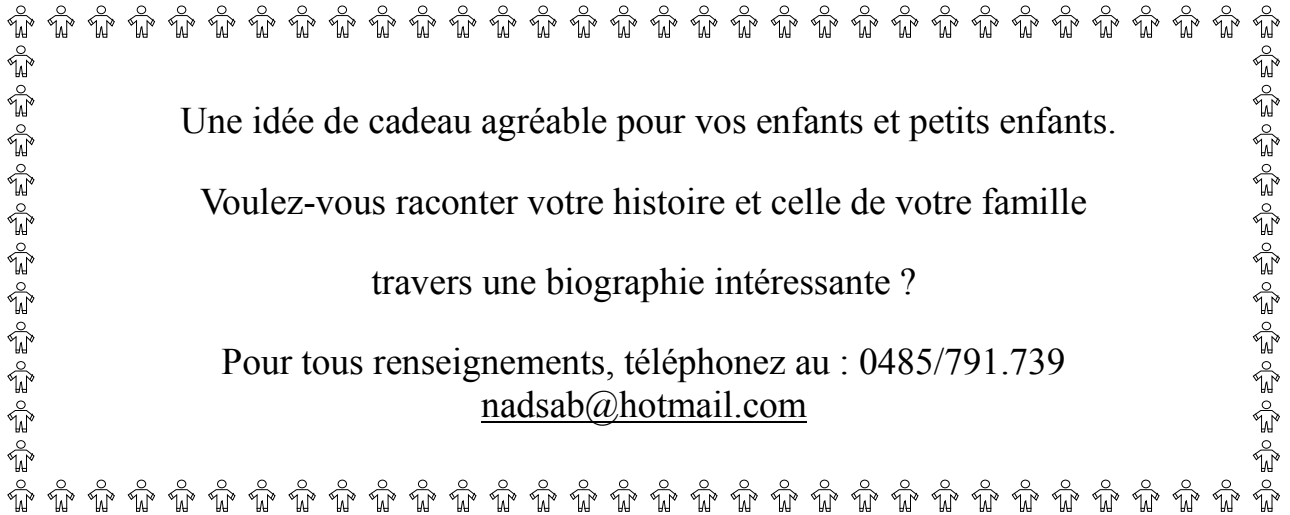 Une idée de cadeau agréable pour vos enfants et petits enfants.
Voulez-vous raconter votre histoire et celle de votre famille
travers une biographie intéressante ?
Pour tous renseignements, téléphonez au : 0485/791.739
nadsab@hotmail.com